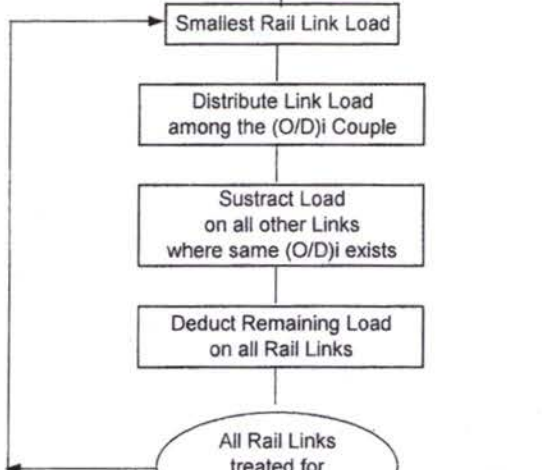 Smallest Rail Link Load
Distribute Link Load
among the (O/D)i Couple
Sustract Load
on all other Links
where same (O/D)i exists
Deduct Remaining Load
on all Rail Links
All Rail Links
treated for